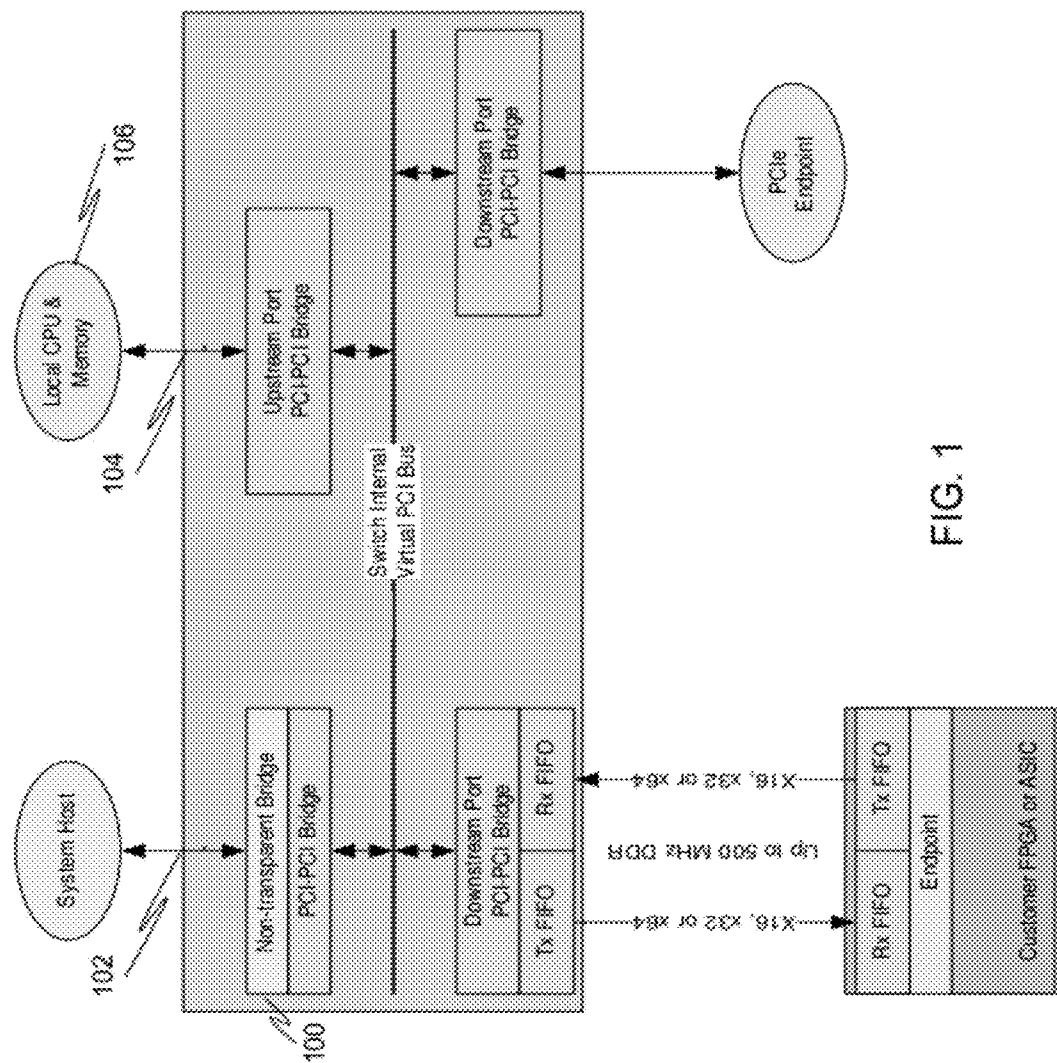 System Host
102
Local CPU &
Memory
106
104
100
Non-transparent Bridge
PCI-PCI Bridge
Upstream Port
PCI-PCI Bridge
Switch Internal
Virtual PCI Bus
Downstream Port
PCI-PCI Bridge
Tx FIFO
Rx FIFO
Downstream Port
PCI-PCI Bridge
X16, x32 or x64
Up to 500 MHz DDR
X16, x32 or x64
Rx FIFO
Tx FIFO
Endpoint
Customer FPGA or ASIC
PCIe
Endpoint
FIG. 1